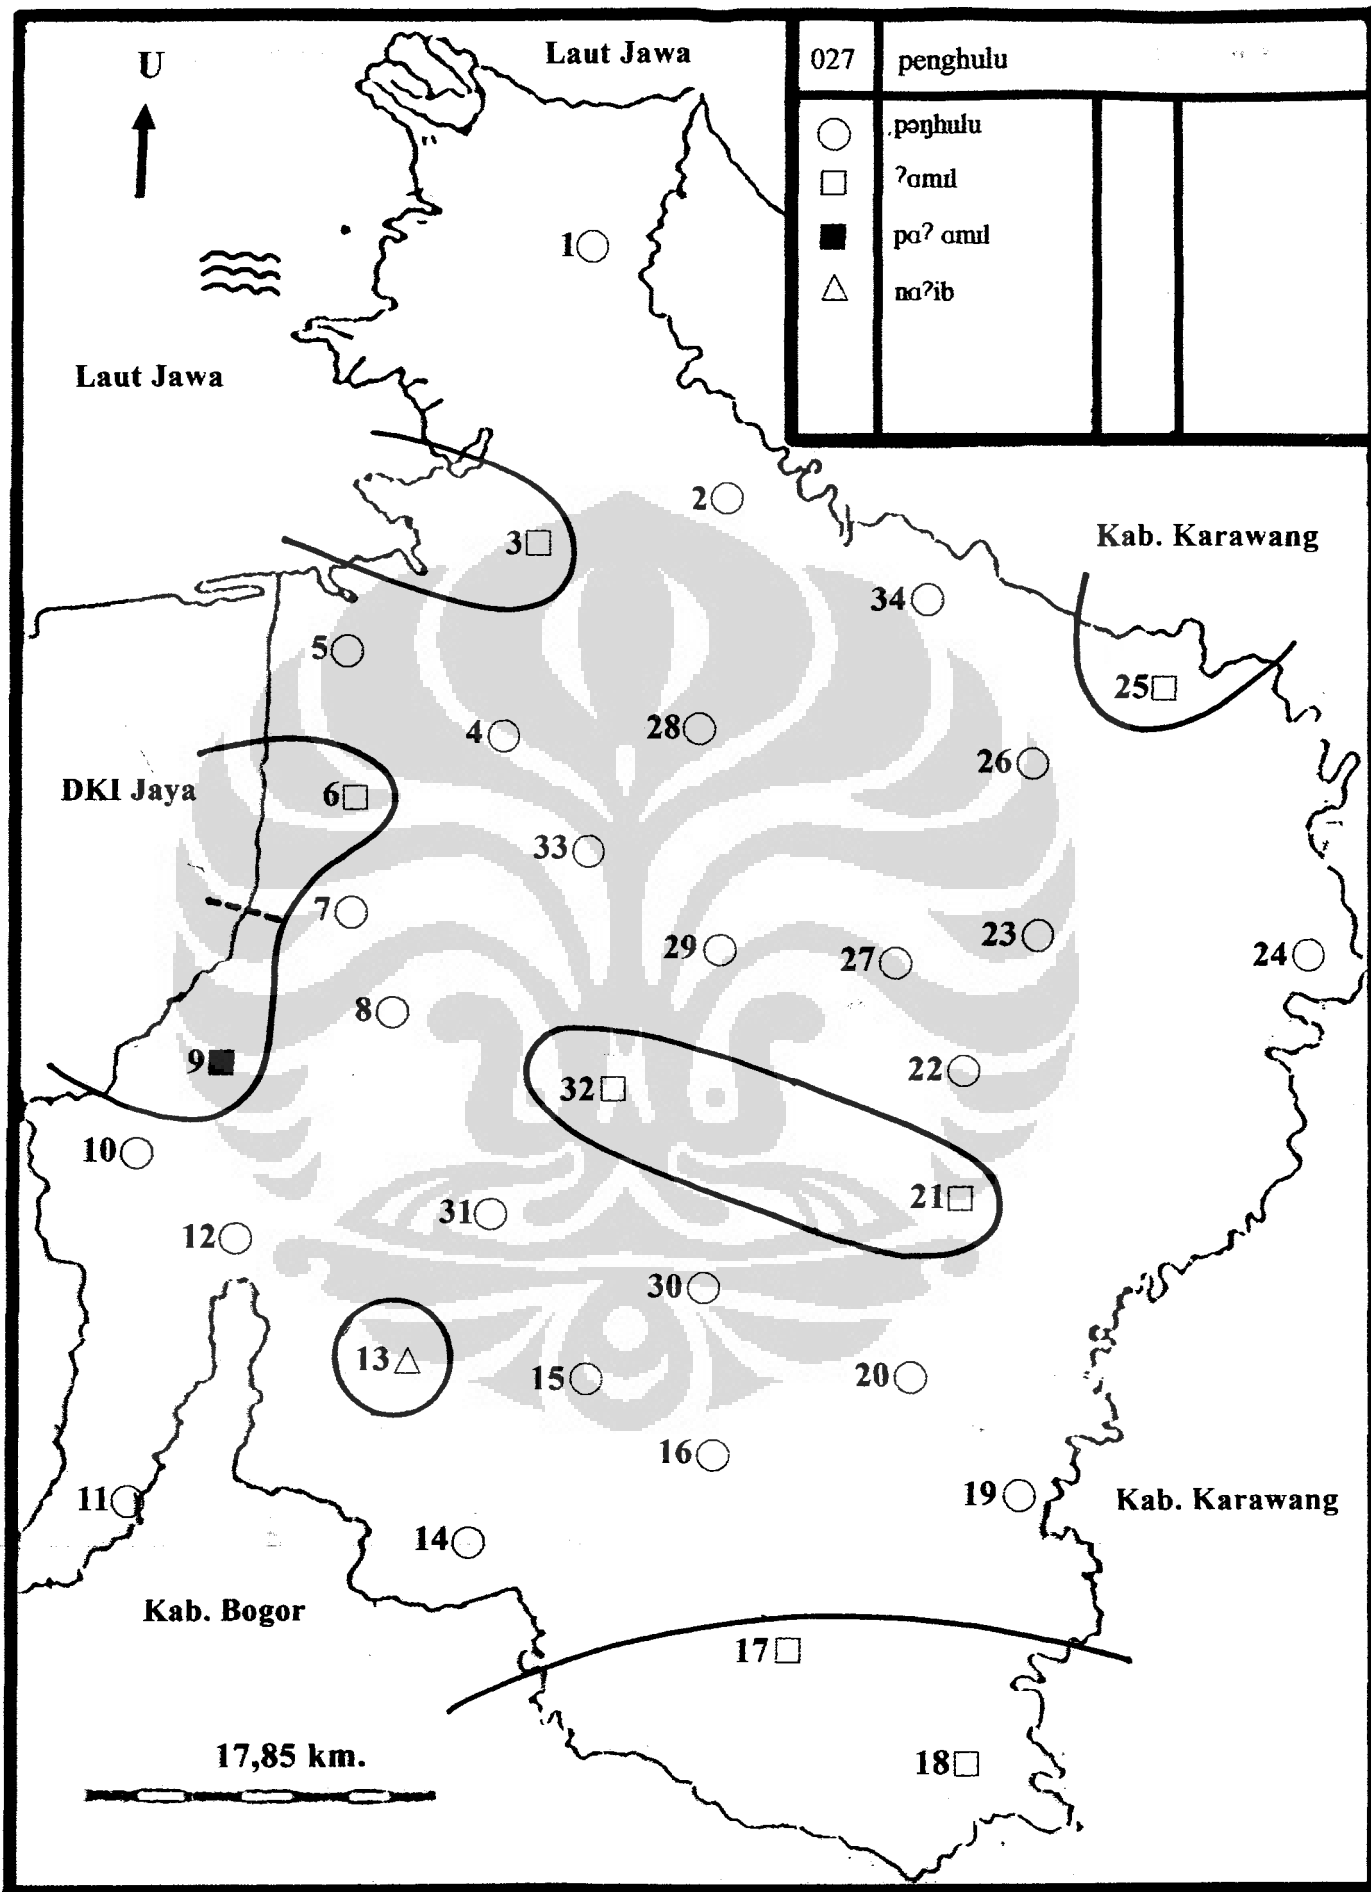 U
Laut Jawa
027 penghulu
pəŋhulu
ʔamɪl
paʔ amɪl
naʔib
1
Laut Jawa
2
3
Kab. Karawang
34
5
25
4
28
26
DKI Jaya
6
33
7
23
29
27
24
8
9
32
22
10
21
31
12
30
13
15
20
16
11
19
Kab. Karawang
14
Kab. Bogor
17
17,85 km.
18